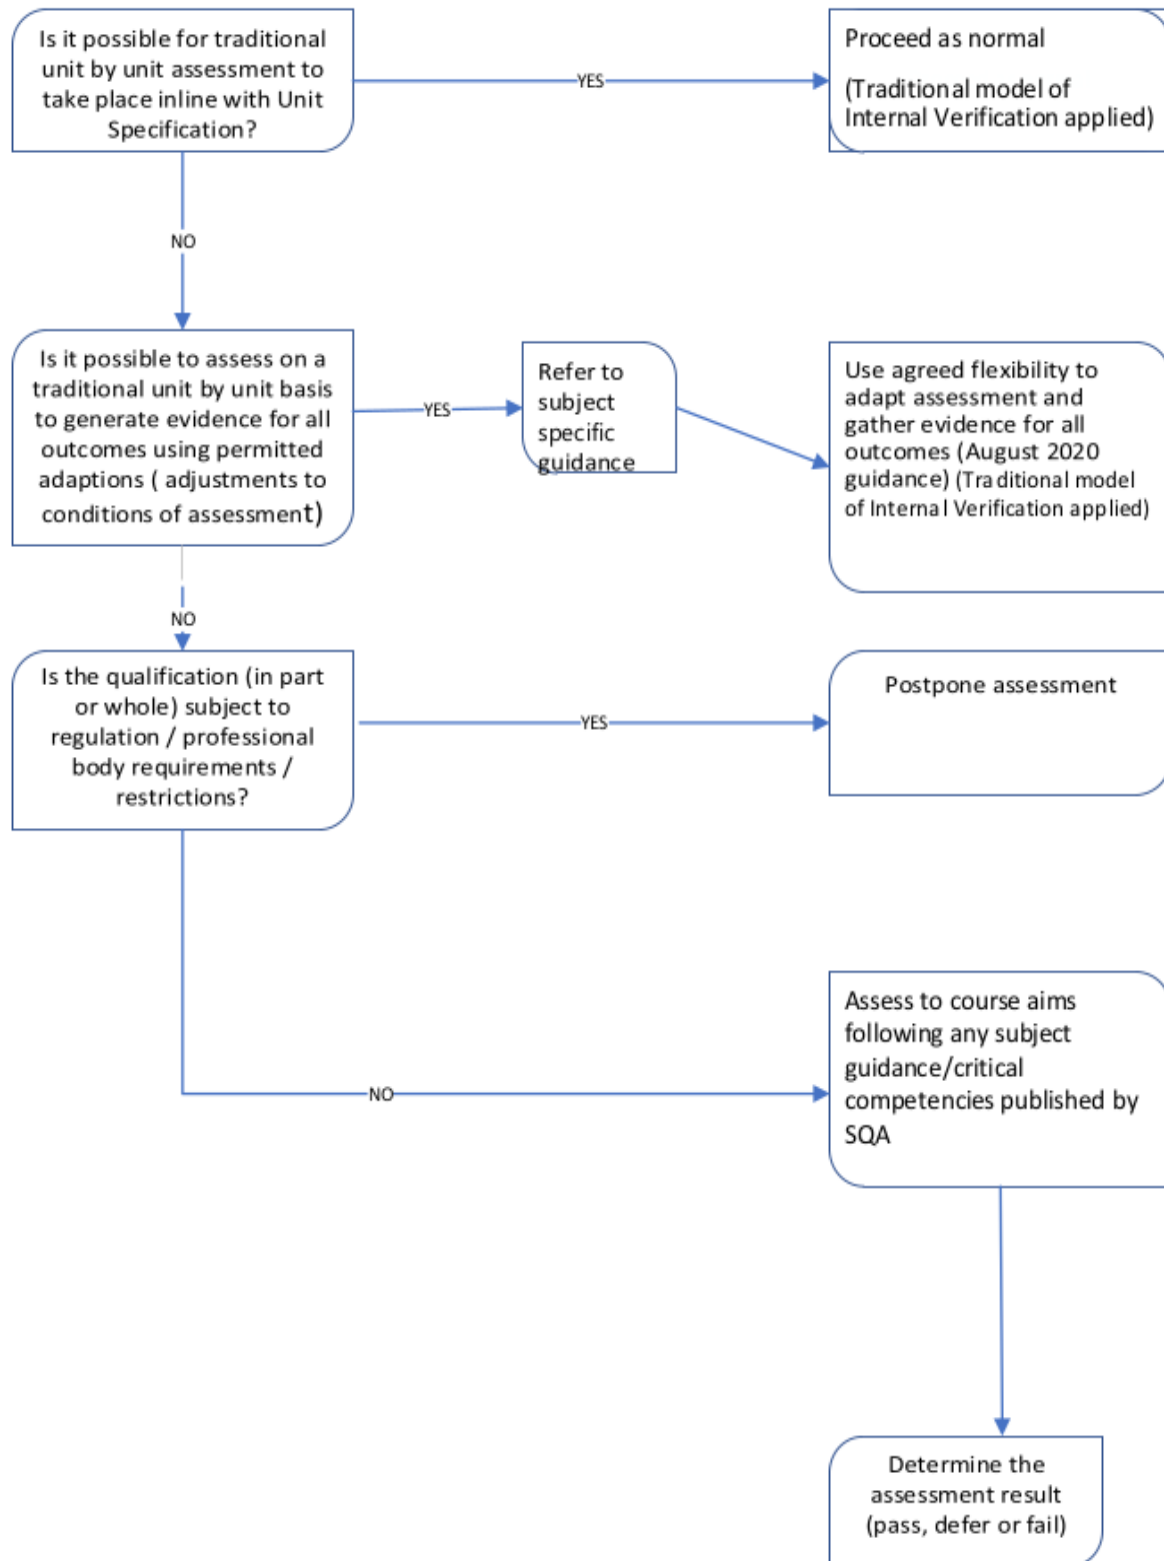 Is it possible for traditional
unit by unit assessment to
take place inline with Unit
Specification?
YES
Proceed as normal
(Traditional model of
Internal Verification applied)
NO
Is it possible to assess on a
traditional unit by unit basis
to generate evidence for all
outcomes using permitted
adaptions ( adjustments to
conditions of assessment)
YES
Refer to
subject
specific
guidance
Use agreed flexibility to
adapt assessment and
gather evidence for all
outcomes (August 2020
guidance) (Traditional model
of Internal Verification applied)
NO
Is the qualification (in part
or whole) subject to
regulation / professional
body requirements /
restrictions?
YES
Postpone assessment
NO
Assess to course aims
following any subject
guidance/critical
competencies published by
SQA
Determine the
assessment result
(pass, defer or fail)